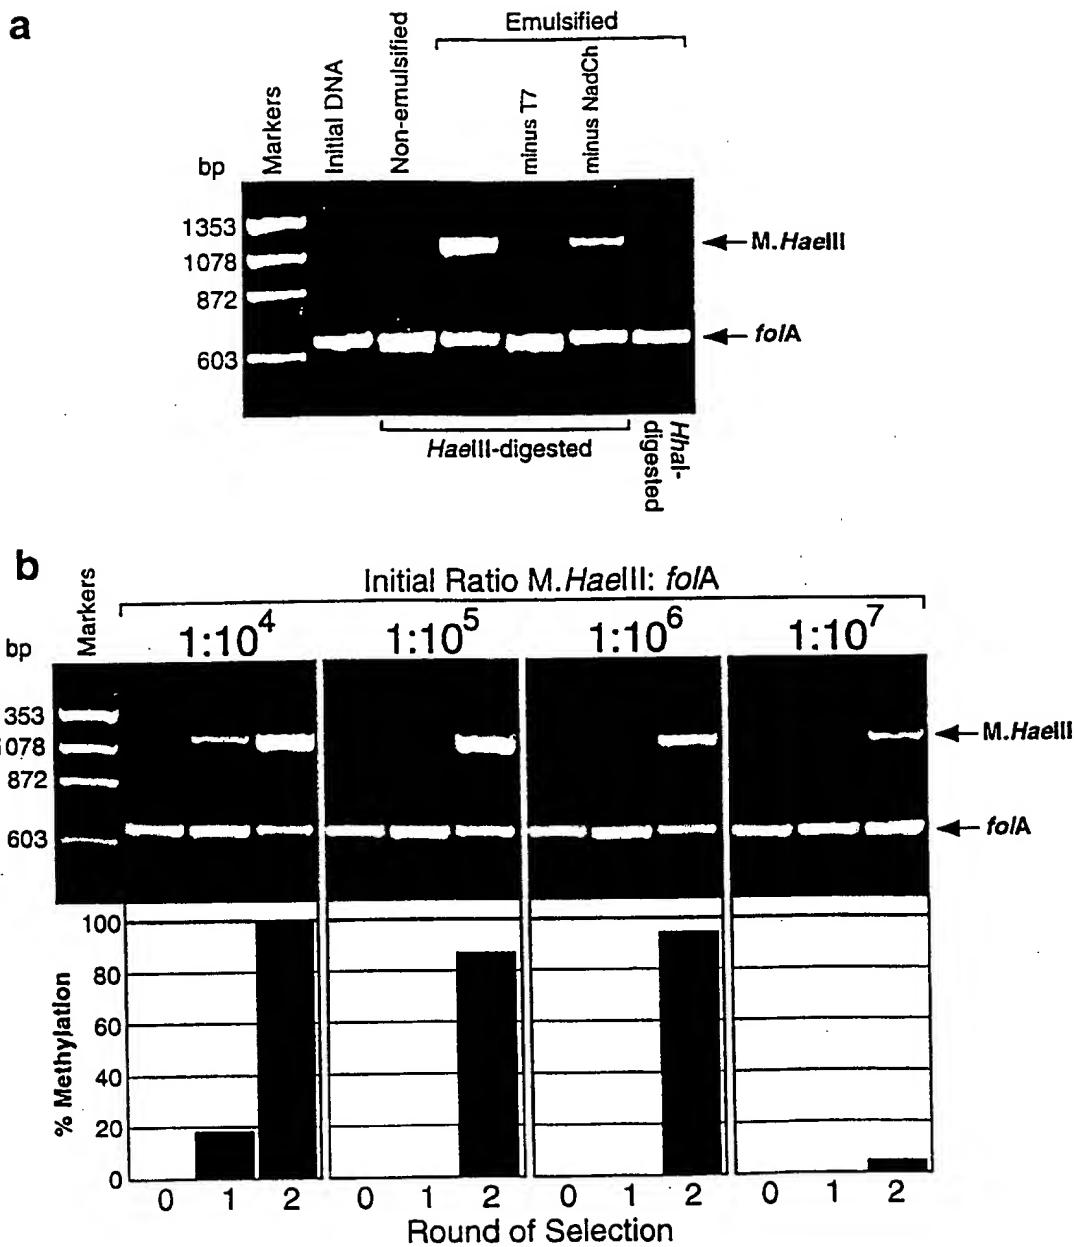 a
Emulsified
bp
Markers
Initial DNA
Non-emulsified
minus T7
minus NadCh
1353
1078
872
603
M.HaeIII
folA
HaeIII-digested
HhaI-
digested
b
Initial Ratio M.HaeIII: folA
bp
Markers
1:10⁴ 1:10⁵ 1:10⁶ 1:10⁷
353
078
872
603
M.HaeIII
folA
% Methylation
100
80
60
40
20
0
0 1 2 0 1 2 0 1 2 0 1 2
Round of Selection